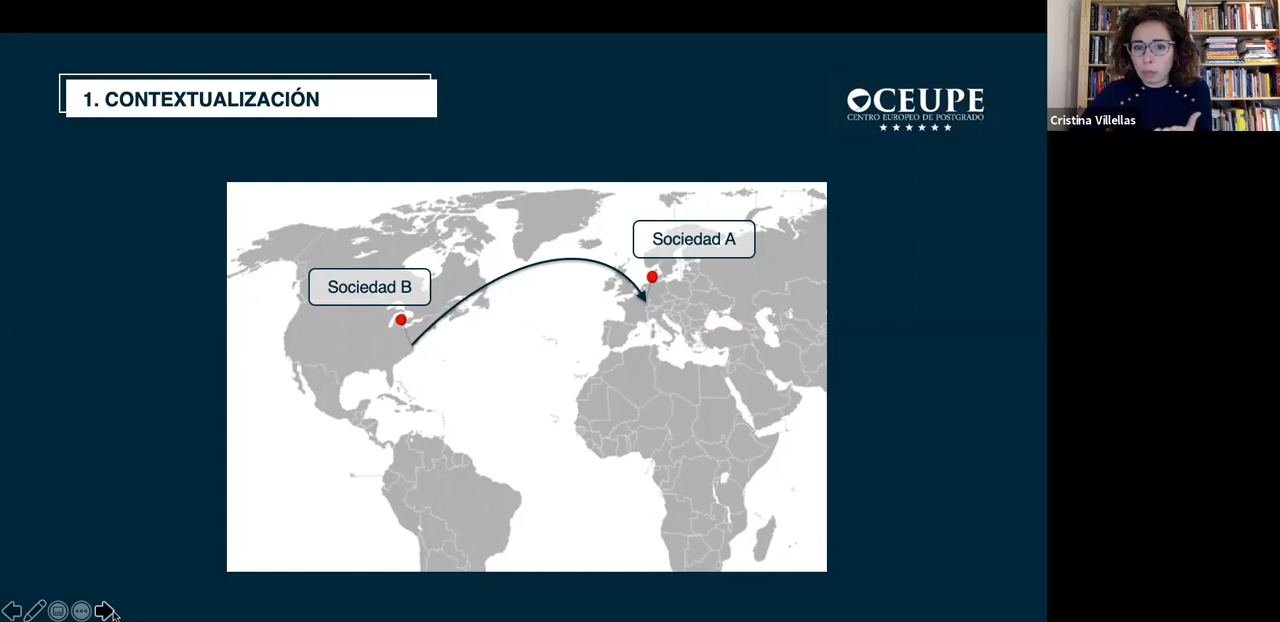 1. CONTEXTUALIZACIÓN
CEUPE
CENTRO EUROPEO DE POSTGRADO
Cristina Villellas
Sociedad A
Sociedad B